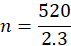 n = 520/2.3